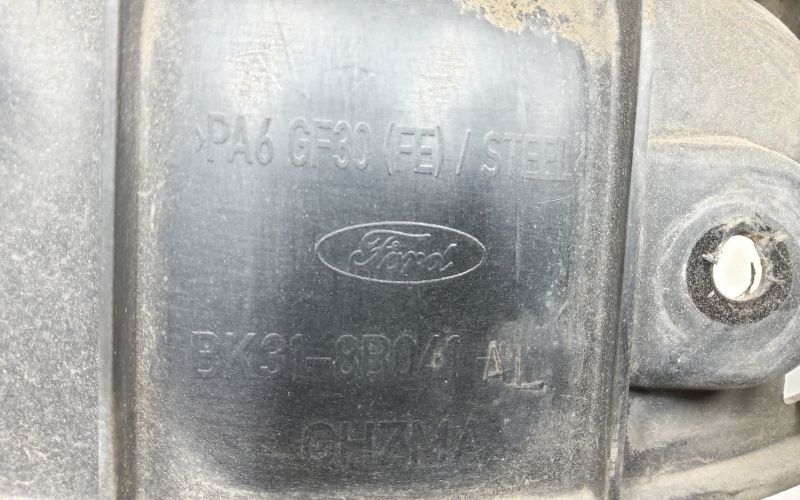 >PA6 GF30 (FE) / STEEL<
Ford
BK31-8B041 AL